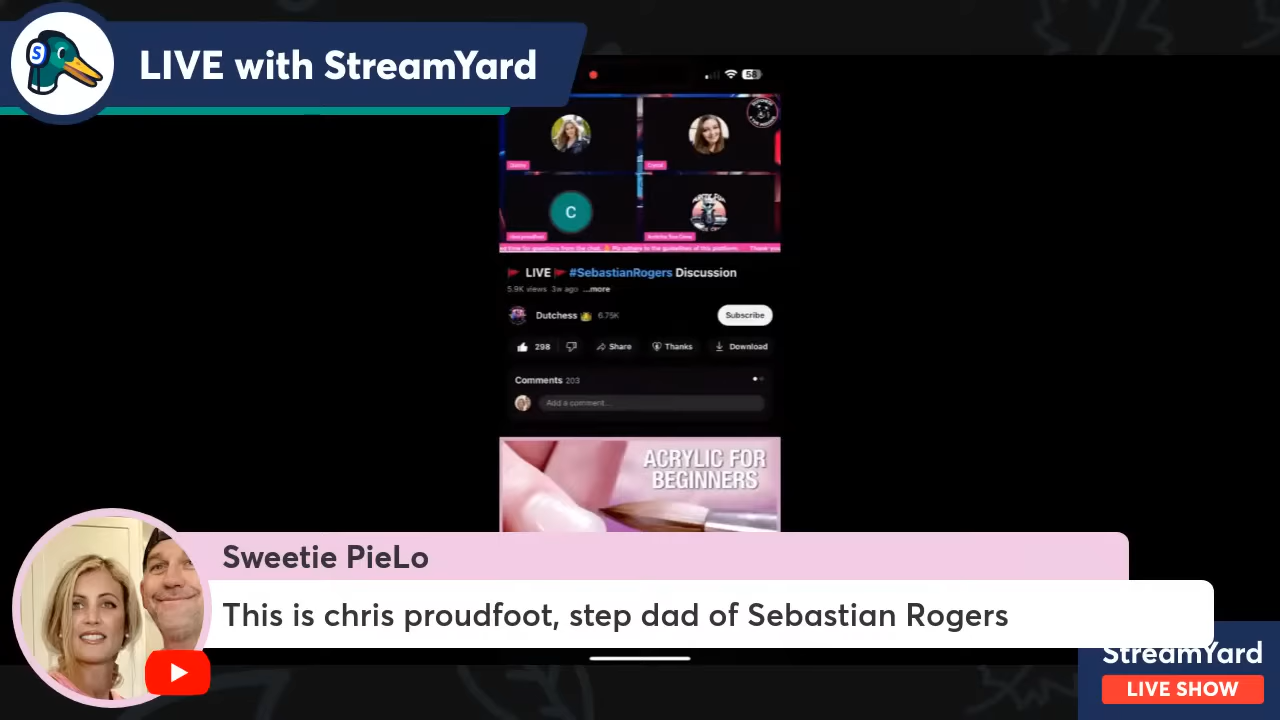 S
LIVE with StreamYard
58
C
LIVE #SebastianRogers Discussion
5.9K views 3w ago ...more
Dutchess 6.75K
Subscribe
298 Share Thanks Download
Comments 203
Add a comment...
ACRYLIC FOR
BEGINNERS
Sweetie PieLo
This is chris proudfoot, step dad of Sebastian Rogers
StreamYard
LIVE SHOW